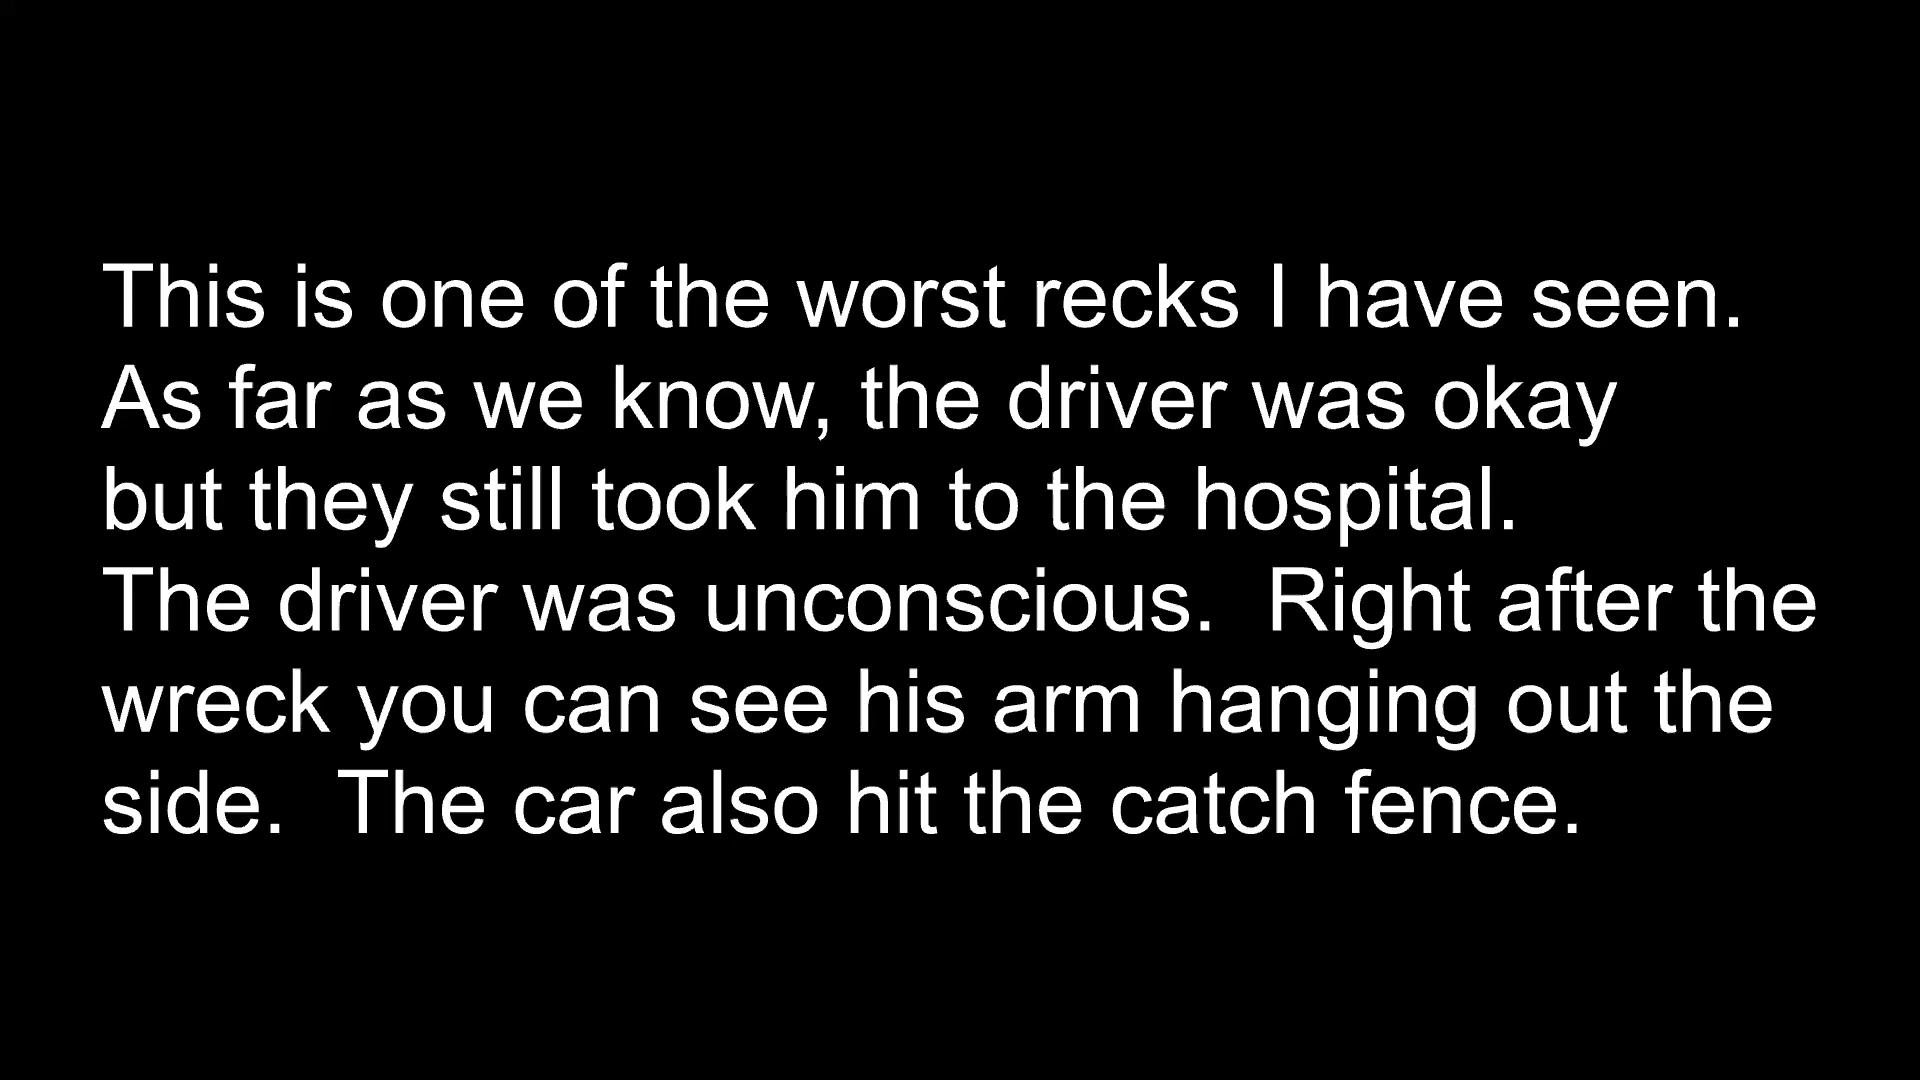 This is one of the worst recks I have seen.
As far as we know, the driver was okay
but they still took him to the hospital.
The driver was unconscious.  Right after the
wreck you can see his arm hanging out the
side.  The car also hit the catch fence.